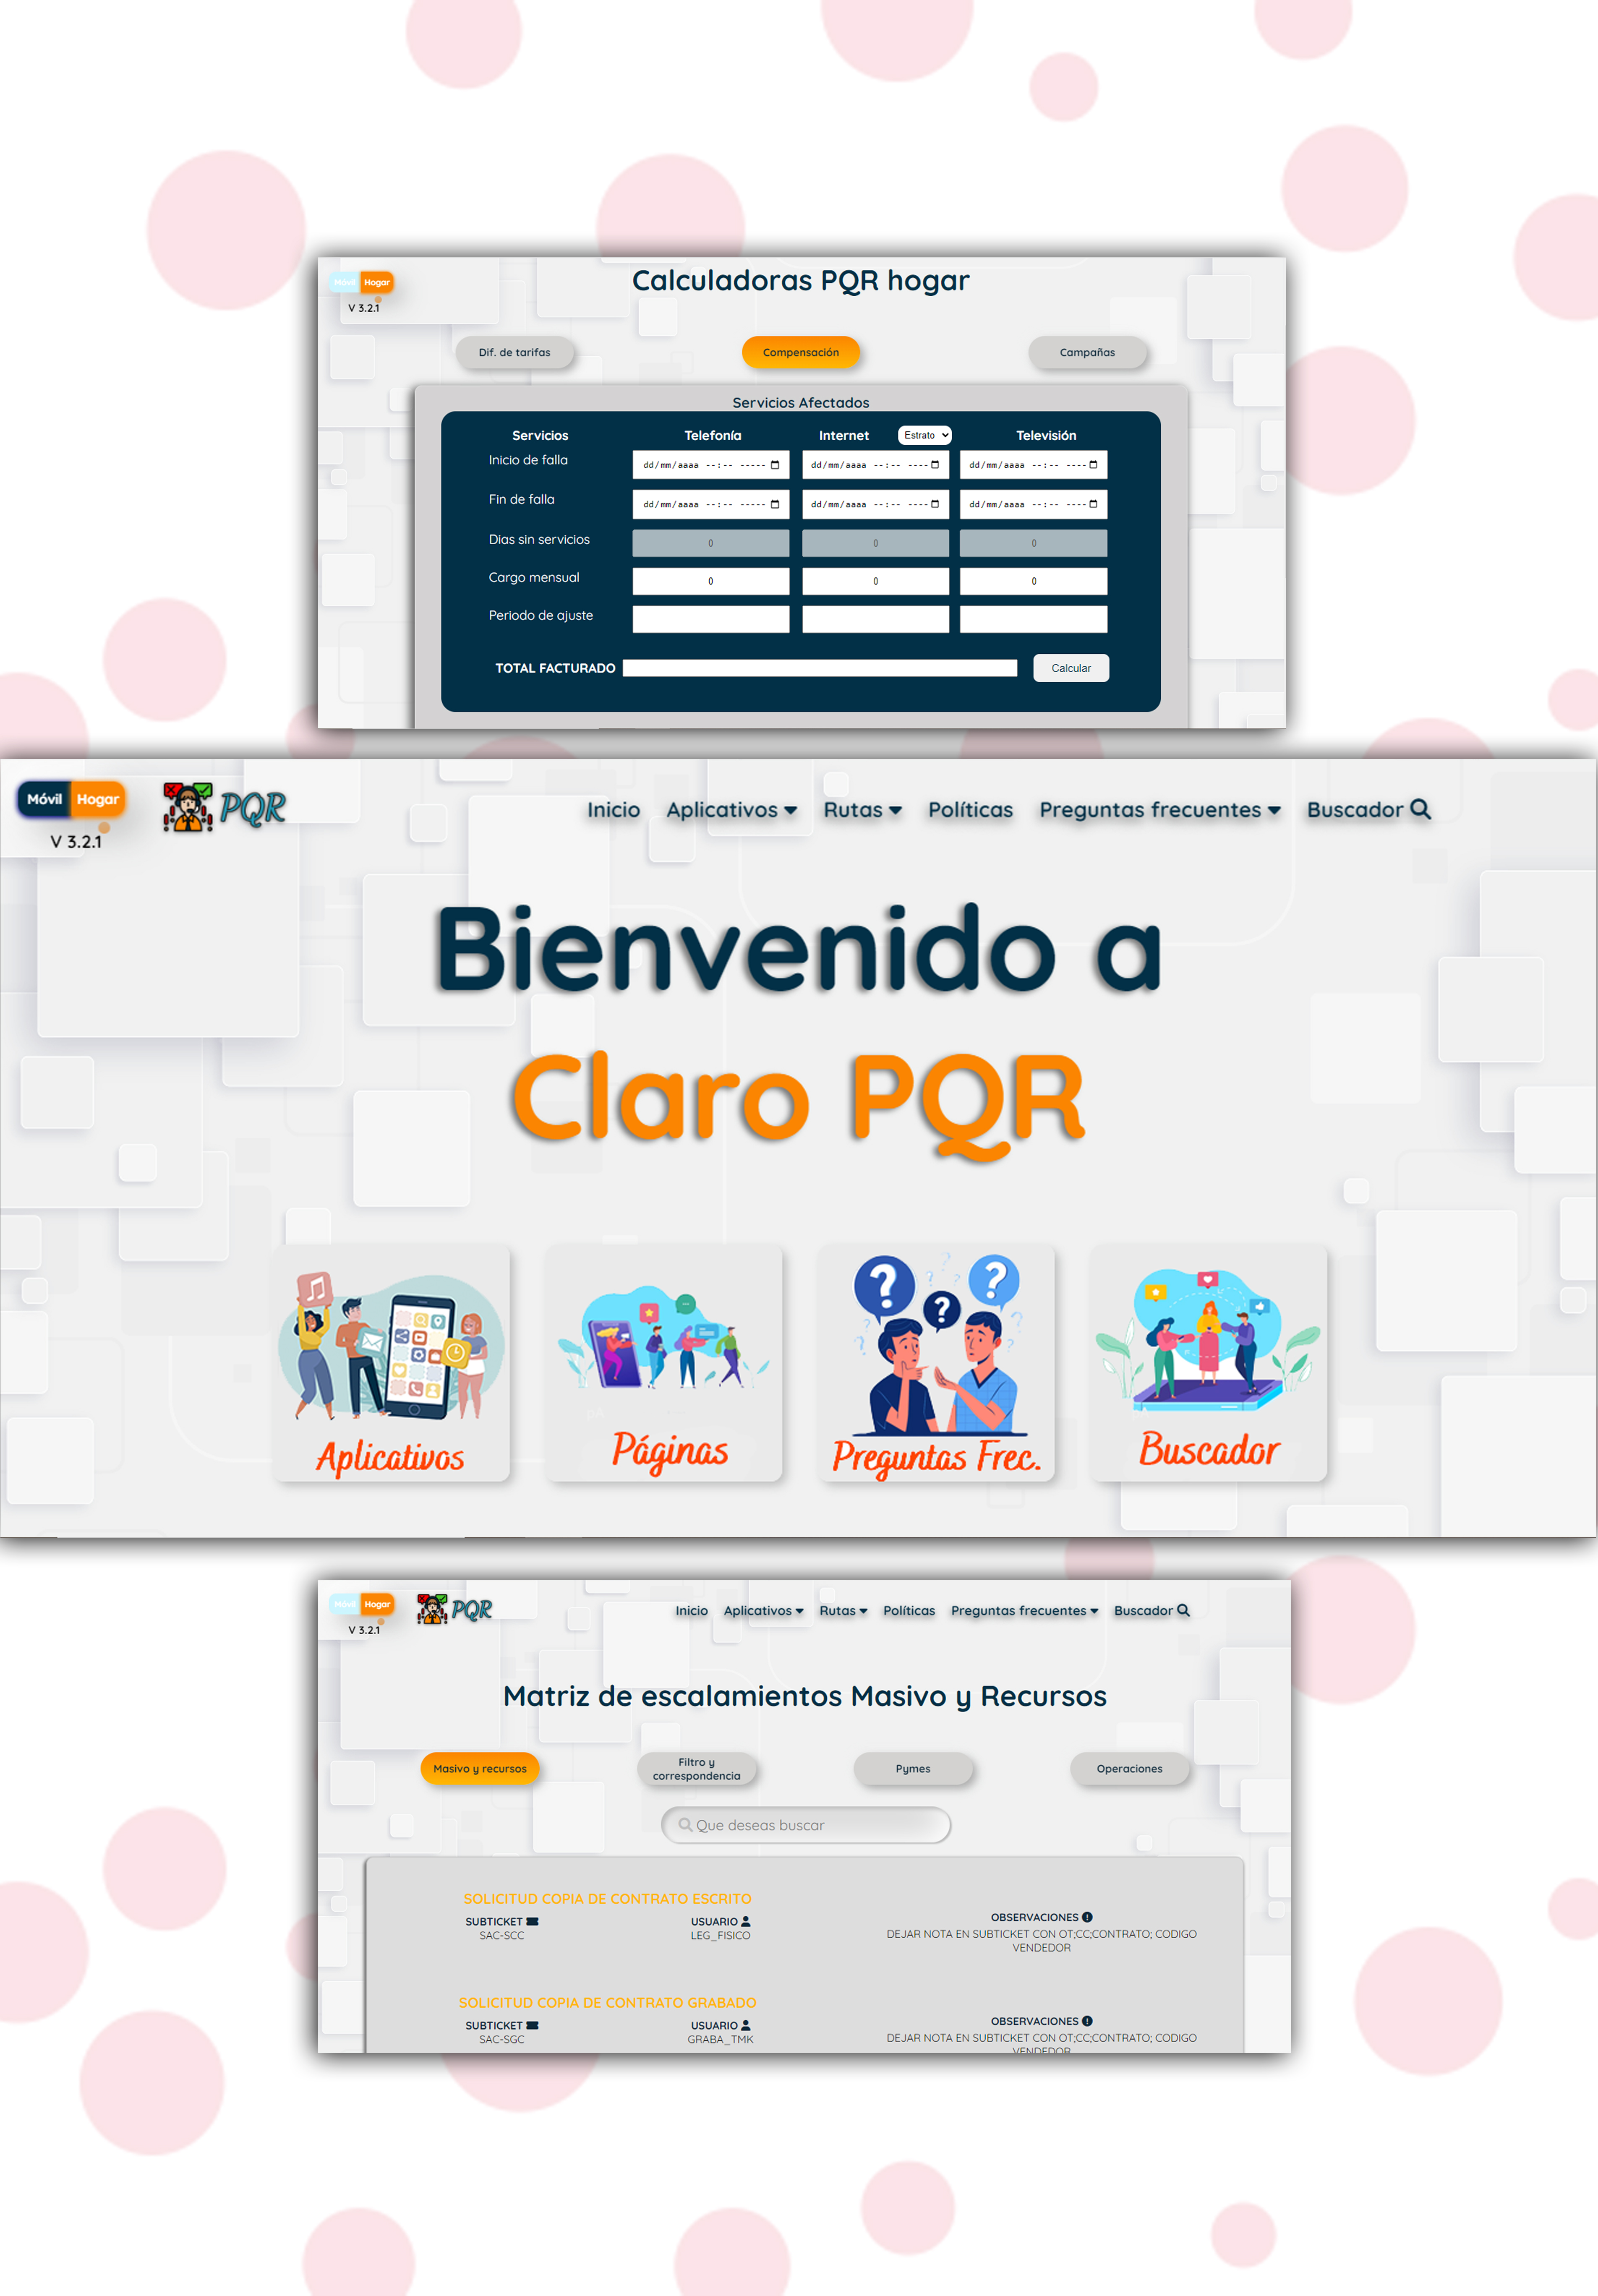 Calculadoras PQR hogar
Móvil Hogar
V 3.2.1
Dif. de tarifas
Compensación
Campañas
Servicios Afectados
Servicios Telefonía Internet Estrato Televisión
Inicio de falla dd/mm/aaaa --:-- ----- dd/mm/aaaa --:-- ---- dd/mm/aaaa --:-- ----
Fin de falla dd/mm/aaaa --:-- ----- dd/mm/aaaa --:-- ---- dd/mm/aaaa --:-- ----
Dias sin servicios 0 0 0
Cargo mensual 0 0 0
Periodo de ajuste
TOTAL FACTURADO Calcular
Móvil Hogar
V 3.2.1
PQR
Inicio Aplicativos Rutas Políticas Preguntas frecuentes Buscador
Bienvenido a
Claro PQR
Aplicativos
Páginas
Preguntas Frec.
Buscador
Móvil Hogar
V 3.2.1
PQR
Inicio Aplicativos Rutas Políticas Preguntas frecuentes Buscador
Matriz de escalamientos Masivo y Recursos
Masivo y recursos
Filtro y
correspondencia
Pymes
Operaciones
Que deseas buscar
SOLICITUD COPIA DE CONTRATO ESCRITO
SUBTICKET
SAC-SCC
USUARIO
LEG_FISICO
OBSERVACIONES
DEJAR NOTA EN SUBTICKET CON OT;CC;CONTRATO; CODIGO
VENDEDOR
SOLICITUD COPIA DE CONTRATO GRABADO
SUBTICKET
SAC-SGC
USUARIO
GRABA_TMK
OBSERVACIONES
DEJAR NOTA EN SUBTICKET CON OT;CC;CONTRATO; CODIGO
VENDEDOR